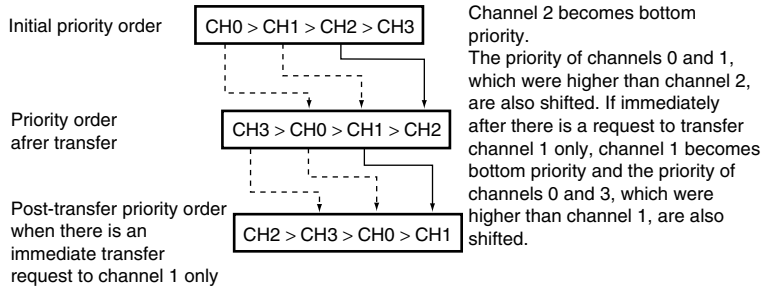 Initial priority order
CH0 > CH1 > CH2 > CH3
Priority order
afrer transfer
CH3 > CH0 > CH1 > CH2
Post-transfer priority order
when there is an
immediate transfer
request to channel 1 only
CH2 > CH3 > CH0 > CH1
Channel 2 becomes bottom
priority.
The priority of channels 0 and 1,
which were higher than channel 2,
are also shifted. If immediately
after there is a request to transfer
channel 1 only, channel 1 becomes
bottom priority and the priority of
channels 0 and 3, which were
higher than channel 1, are also
shifted.